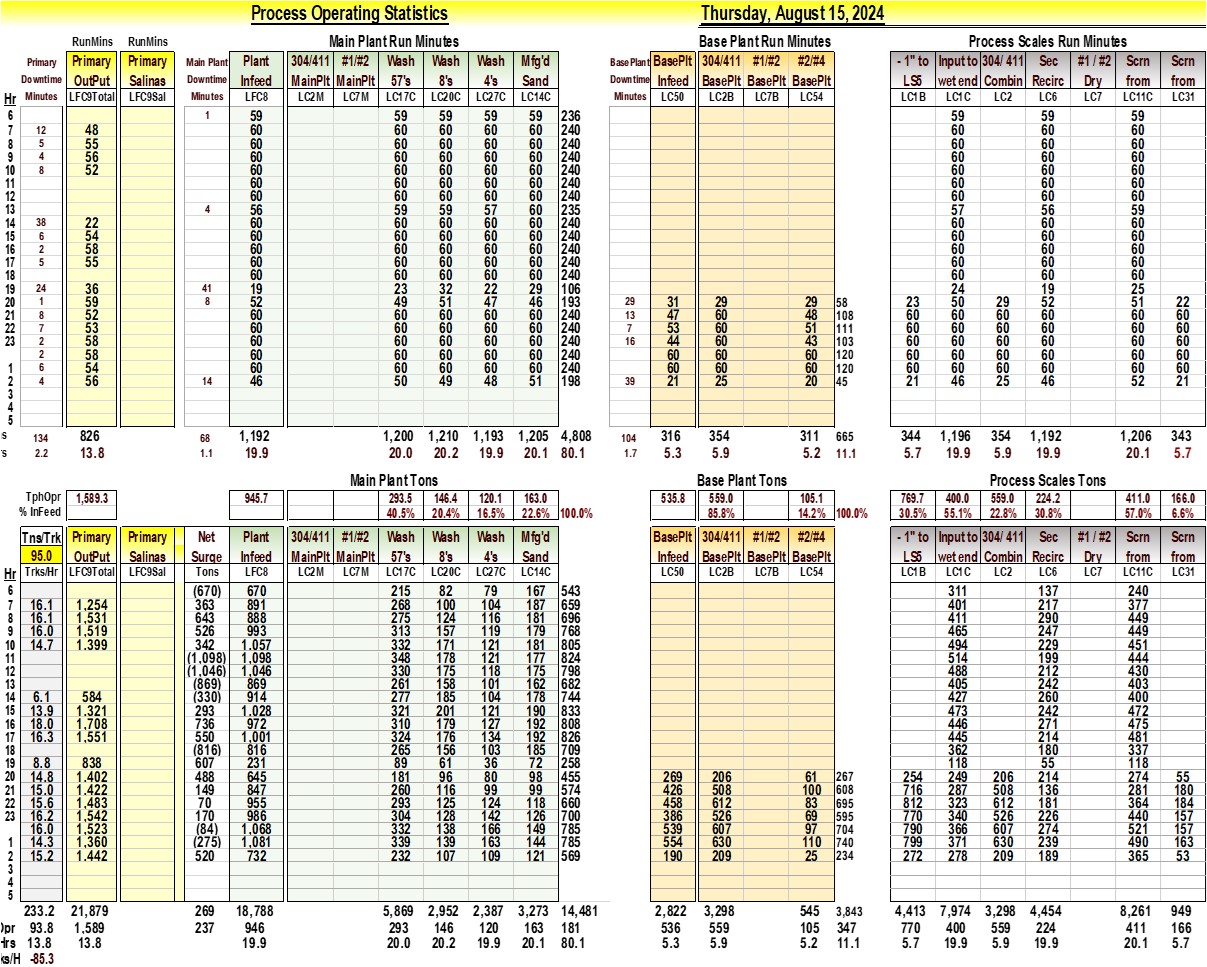 Process Operating Statistics Thursday, August 15, 2024
RunMins RunMins Main Plant Run Minutes Base Plant Run Minutes Process Scales Run Minutes
Primary Primary Primary Main Plant Plant 304/411 #1/#2 Wash Wash Wash Mfg'd BasePlant BasePlt 304/411 #1/#2 #2/#4 - 1" to Input to 304/ 411 Sec #1 / #2 Scrn Scrn
Downtime OutPut Salinas Downtime Infeed MainPlt MainPlt 57's 8's 4's Sand Downtime Infeed BasePlt BasePlt BasePlt LS5 wet end Combin Recirc Dry from from
Hr Minutes LFC9Total LFC9Sal Minutes LFC8 LC2M LC7M LC17C LC20C LC27C LC14C Minutes LC50 LC2B LC7B LC54 LC1B LC1C LC2 LC6 LC7 LC11C LC31
6 1 59 59 59 59 59 236 59 59 59
7 12 48 60 60 60 60 60 240 60 60 60
8 5 55 60 60 60 60 60 240 60 60 60
9 4 56 60 60 60 60 60 240 60 60 60
10 8 52 60 60 60 60 60 240 60 60 60
11 60 60 60 60 60 240 60 60 60
12 60 60 60 60 60 240 60 60 60
13 4 56 59 59 57 60 235 57 56 59
14 38 22 60 60 60 60 60 240 60 60 60
15 6 54 60 60 60 60 60 240 60 60 60
16 2 58 60 60 60 60 60 240 60 60 60
17 5 55 60 60 60 60 60 240 60 60 60
18 60 60 60 60 60 240 60 60 60
19 24 36 41 19 23 32 22 29 106 24 19 25
20 1 59 8 52 49 51 47 46 193 29 31 29 29 58 23 50 29 52 51 22
21 8 52 60 60 60 60 60 240 13 47 60 48 108 60 60 60 60 60 60
22 7 53 60 60 60 60 60 240 7 53 60 51 111 60 60 60 60 60 60
23 2 58 60 60 60 60 60 240 16 44 60 43 103 60 60 60 60 60 60
2 58 60 60 60 60 60 240 60 60 60 120 60 60 60 60 60 60
1 6 54 60 60 60 60 60 240 60 60 60 120 60 60 60 60 60 60
2 4 56 14 46 50 49 48 51 198 39 21 25 20 45 21 46 25 46 52 21
3
4
5
s 134 826 68 1,192 1,200 1,210 1,193 1,205 4,808 104 316 354 311 665 344 1,196 354 1,192 1,206 343
s 2.2 13.8 1.1 19.9 20.0 20.2 19.9 20.1 80.1 1.7 5.3 5.9 5.2 11.1 5.7 19.9 5.9 19.9 20.1 5.7
Main Plant Tons Base Plant Tons Process Scales Tons
TphOpr 1,589.3 945.7 293.5 146.4 120.1 163.0 535.8 559.0 105.1 769.7 400.0 559.0 224.2 411.0 166.0
% InFeed 40.5% 20.4% 16.5% 22.6% 100.0% 85.8% 14.2% 100.0% 30.5% 55.1% 22.8% 30.8% 57.0% 6.6%
Tns/Trk Primary Primary Net Plant 304/411 #1/#2 Wash Wash Wash Mfg'd BasePlt 304/411 #1/#2 #2/#4 - 1" to Input to 304/ 411 Sec #1 / #2 Scrn Scrn
95.0 OutPut Salinas Surge Infeed MainPlt MainPlt 57's 8's 4's Sand Infeed BasePlt BasePlt BasePlt LS5 wet end Combin Recirc Dry from from
Hr Trks/Hr LFC9Total LFC9Sal Tons LFC8 LC2M LC7M LC17C LC20C LC27C LC14C LC50 LC2B LC7B LC54 LC1B LC1C LC2 LC6 LC7 LC11C LC31
6 (670) 670 215 82 79 167 543 311 137 240
7 16.1 1,254 363 891 268 100 104 187 659 401 217 377
8 16.1 1,531 643 888 275 124 116 181 696 411 290 449
9 16.0 1,519 526 993 313 157 119 179 768 465 247 449
10 14.7 1,399 342 1,057 332 171 121 181 805 494 229 451
11 (1,098) 1,098 348 178 121 177 824 514 199 444
12 (1,046) 1,046 330 175 118 175 798 488 212 430
13 (869) 869 261 158 101 162 682 405 242 403
14 6.1 584 (330) 914 277 185 104 178 744 427 260 400
15 13.9 1,321 293 1,028 321 201 121 190 833 473 242 472
16 18.0 1,708 736 972 310 179 127 192 808 446 271 475
17 16.3 1,551 550 1,001 324 176 134 192 826 445 214 481
18 (816) 816 265 156 103 185 709 362 180 337
19 8.8 838 607 231 89 61 36 72 258 118 55 118
20 14.8 1,402 488 645 181 96 80 98 455 269 206 61 267 254 249 206 214 274 55
21 15.0 1,422 149 847 260 116 99 99 574 426 508 100 608 716 287 508 136 281 180
22 15.6 1,483 70 955 293 125 124 118 660 458 612 83 695 812 323 612 181 364 184
23 16.2 1,542 170 986 304 128 142 126 700 386 526 69 595 770 340 526 226 440 157
16.0 1,523 (84) 1,068 332 138 166 149 785 539 607 97 704 790 366 607 274 521 157
1 14.3 1,360 (275) 1,081 339 139 163 144 785 554 630 110 740 799 371 630 239 490 163
2 15.2 1,442 520 732 232 107 109 121 569 190 209 25 234 272 278 209 189 365 53
3
4
5
233.2 21,879 269 18,788 5,869 2,952 2,387 3,273 14,481 2,822 3,298 545 3,843 4,413 7,974 3,298 4,454 8,261 949
Opr 93.8 1,589 237 946 293 146 120 163 181 536 559 105 347 770 400 559 224 411 166
Hrs 13.8 13.8 19.9 20.0 20.2 19.9 20.1 80.1 5.3 5.9 5.2 11.1 5.7 19.9 5.9 19.9 20.1 5.7
ks/H -85.3